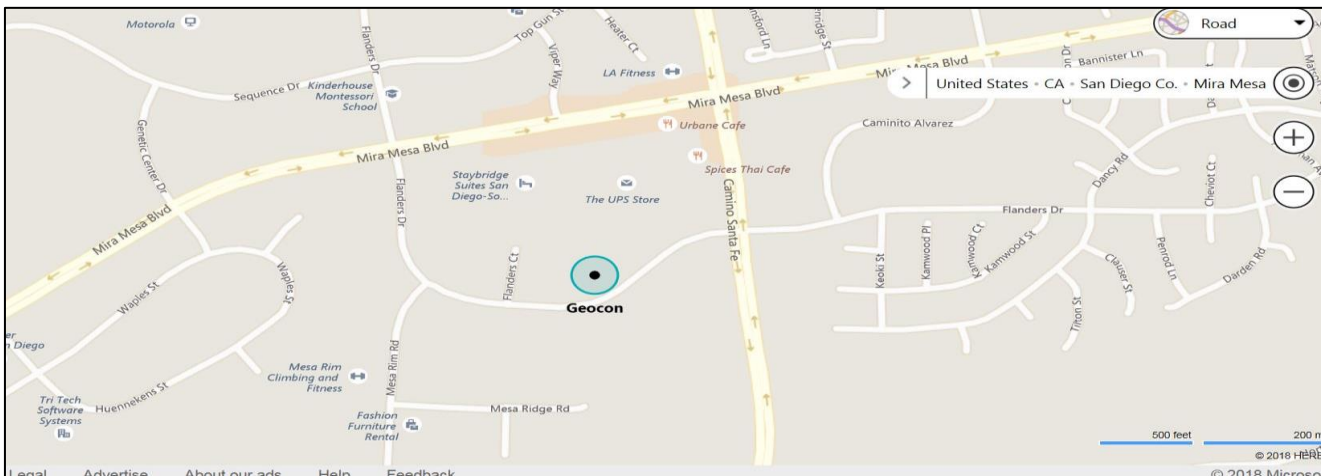 Motorola
Flanders Dr
Top Gun St
Heater Ct
Viper Way
Road
Bannister Ln
Mira Mesa Blvd
United States • CA • San Diego Co. • Mira Mesa
LA Fitness
Mira Mesa Blvd
Kinderhouse
Montessori
School
Sequence Dr
Genetic Center Dr
Urbane Cafe
Caminito Alvarez
Mira Mesa Blvd
Spices Thai Cafe
Staybridge
Suites San
Diego-So...
The UPS Store
Camino Santa Fe
Dancy Rd
Cheviot Ct
Flanders Dr
Flanders Dr
Mira Mesa Blvd
Waples St
Waples St
Flanders Ct
Geocon
Keoki St
Kamwood Pl
Kamwood Ct
Kamwood St
Clauser St
Penrod Ln
Darden Rd
Tilton St
Mesa Rim Rd
Mesa Rim
Climbing and
Fitness
Huennekens St
Tri Tech
Software
Systems
Fashion
Furniture
Rental
Mesa Ridge Rd
500 feet
© 2018 HERE
Legal Advertise About our ads Help Feedback